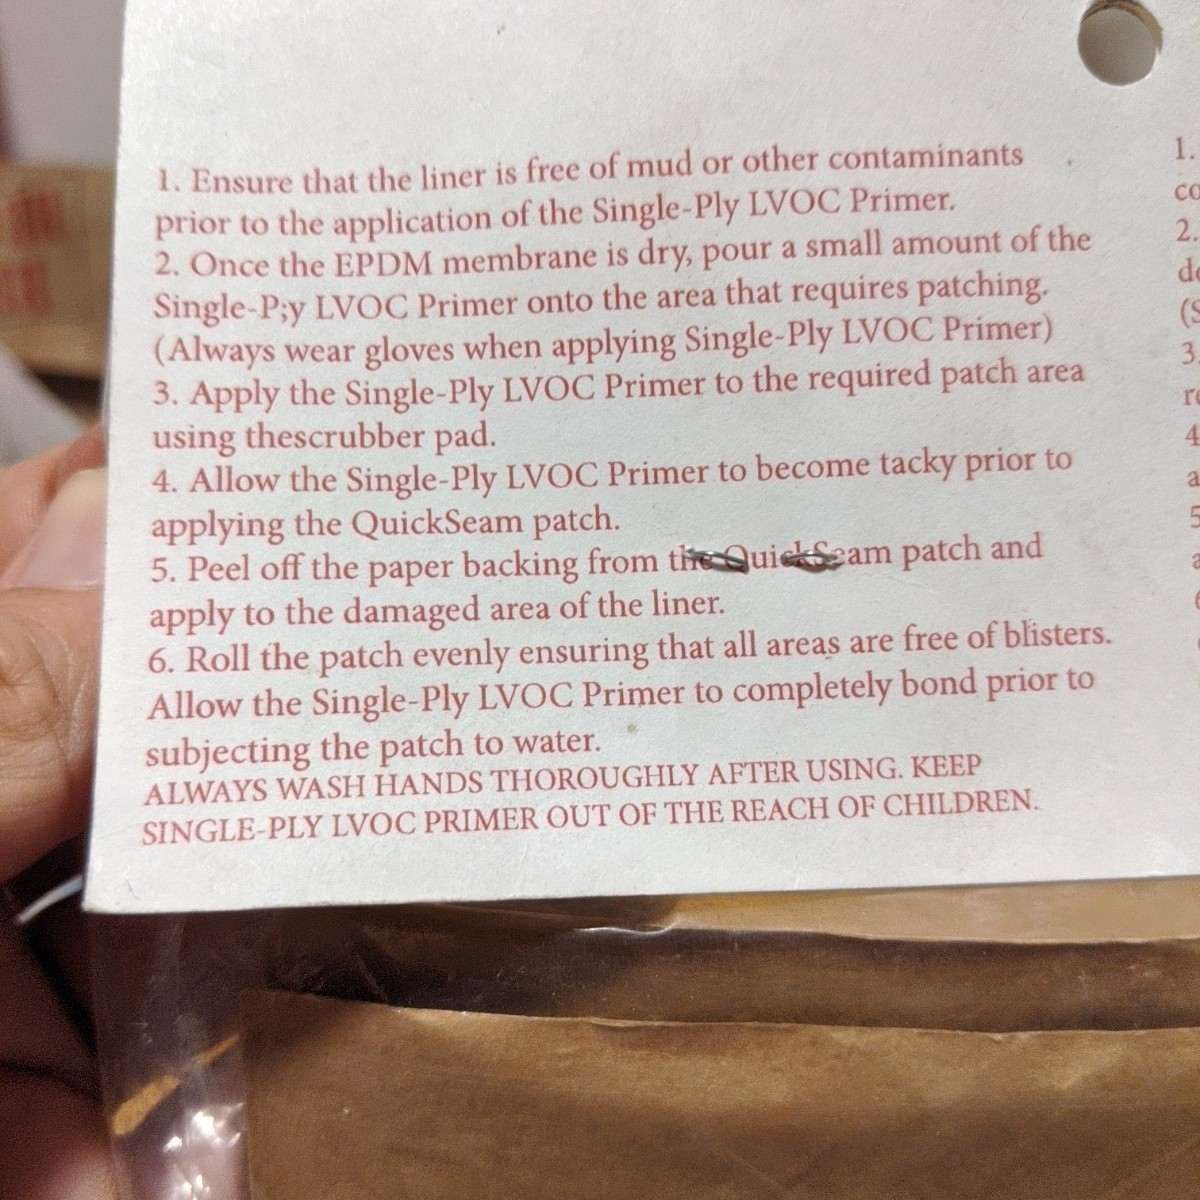 1. Ensure that the liner is free of mud or other contaminants
prior to the application of the Single-Ply LVOC Primer.
2. Once the EPDM membrane is dry, pour a small amount of the
Single-P;y LVOC Primer onto the area that requires patching.
(Always wear gloves when applying Single-Ply LVOC Primer)
3. Apply the Single-Ply LVOC Primer to the required patch area
using thescrubber pad.
4. Allow the Single-Ply LVOC Primer to become tacky prior to
applying the QuickSeam patch.
5. Peel off the paper backing from the QuickSeam patch and
apply to the damaged area of the liner.
6. Roll the patch evenly ensuring that all areas are free of blisters.
Allow the Single-Ply LVOC Primer to completely bond prior to
subjecting the patch to water.
ALWAYS WASH HANDS THOROUGHLY AFTER USING. KEEP
SINGLE-PLY LVOC PRIMER OUT OF THE REACH OF CHILDREN.
1.
2.
3
4
5